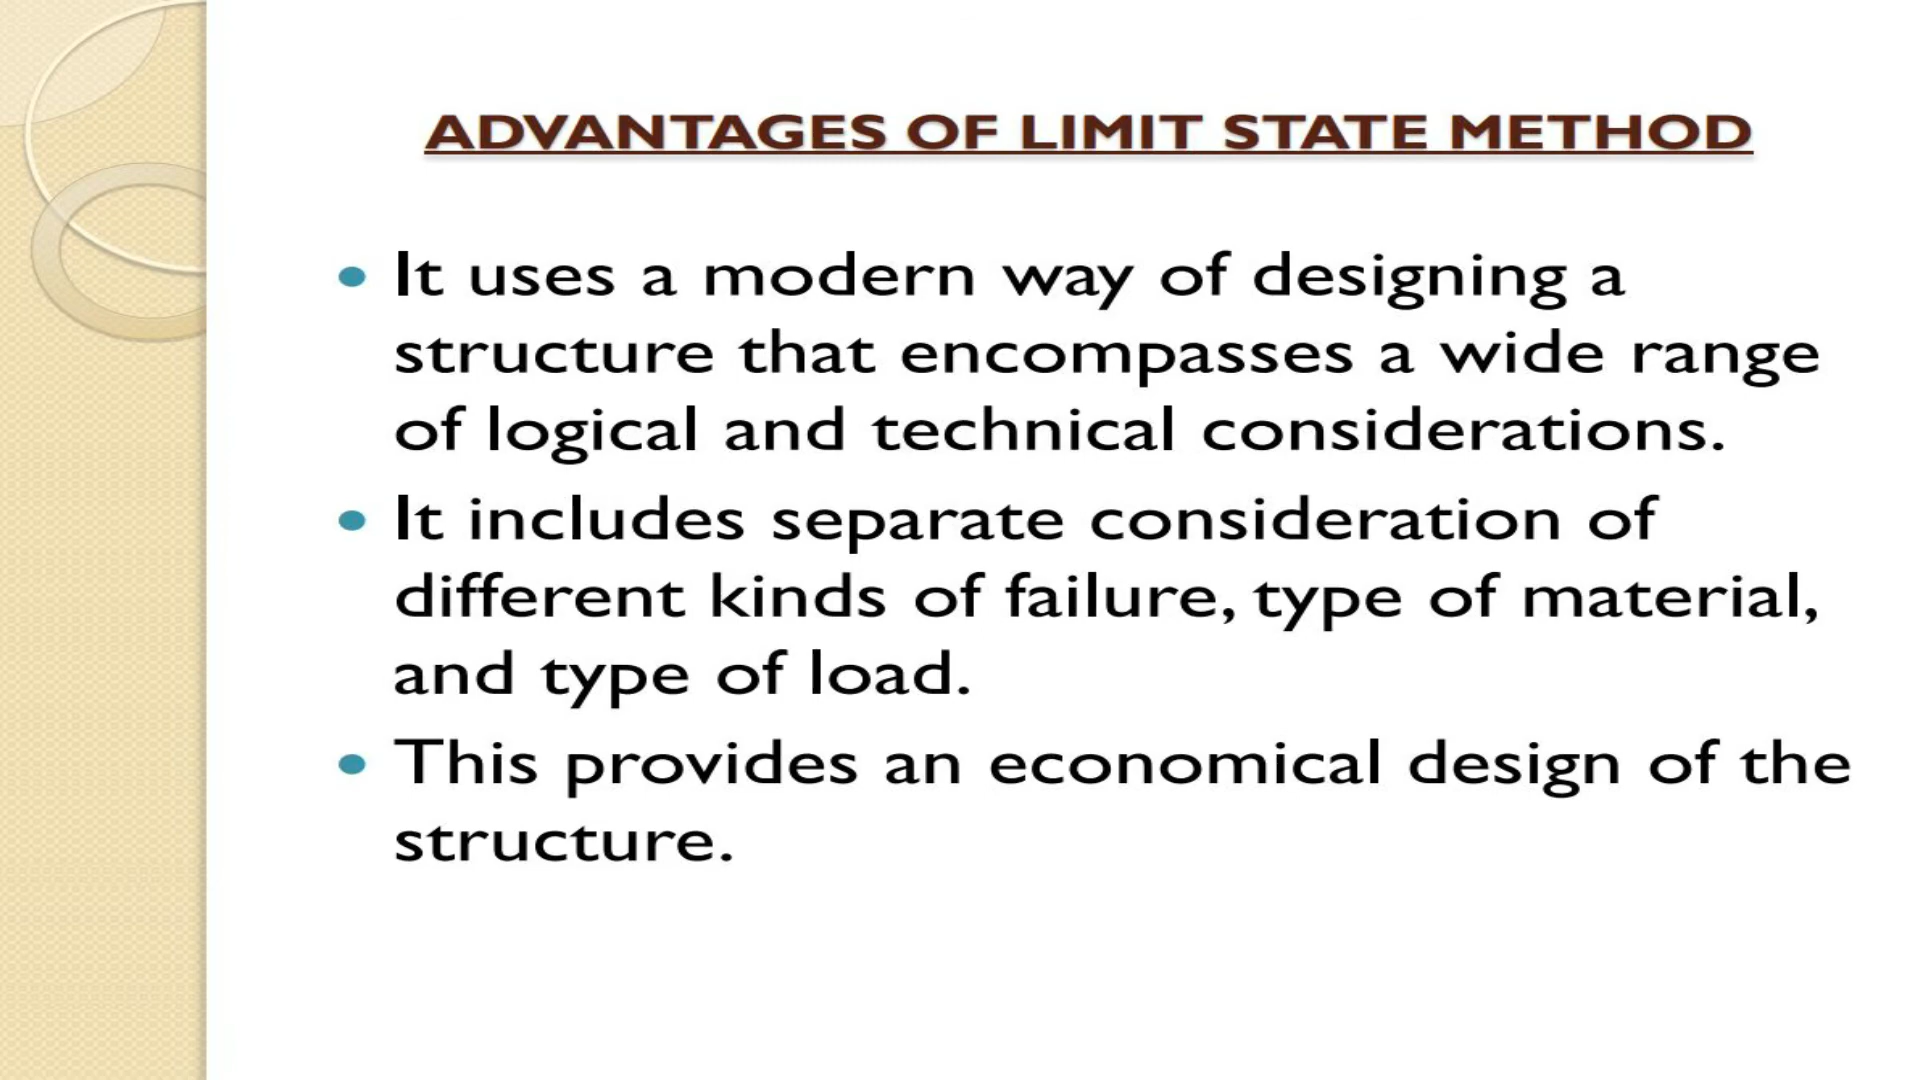 ADVANTAGES OF LIMIT STATE METHOD
• It uses a modern way of designing a
structure that encompasses a wide range
of logical and technical considerations.
• It includes separate consideration of
different kinds of failure, type of material,
and type of load.
• This provides an economical design of the
structure.